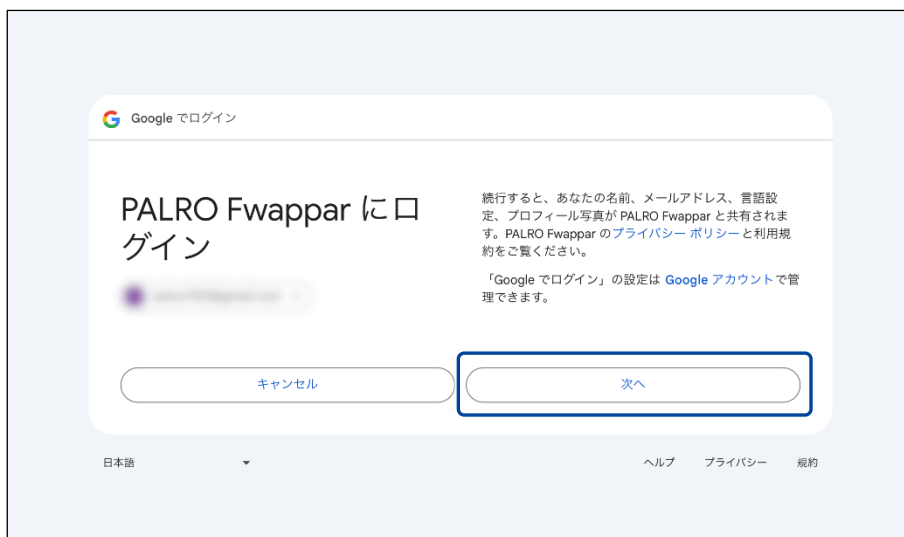 Google でログイン
PALRO Fwappar にロ
グイン
続行すると、あなたの名前、メールアドレス、言語設
定、プロフィール写真が PALRO Fwappar と共有されま
す。PALRO Fwappar のプライバシー ポリシーと利用規
約をご覧ください。
「Google でログイン」の設定は Google アカウントで管
理できます。
キャンセル
次へ
日本語
ヘルプ
プライバシー
規約